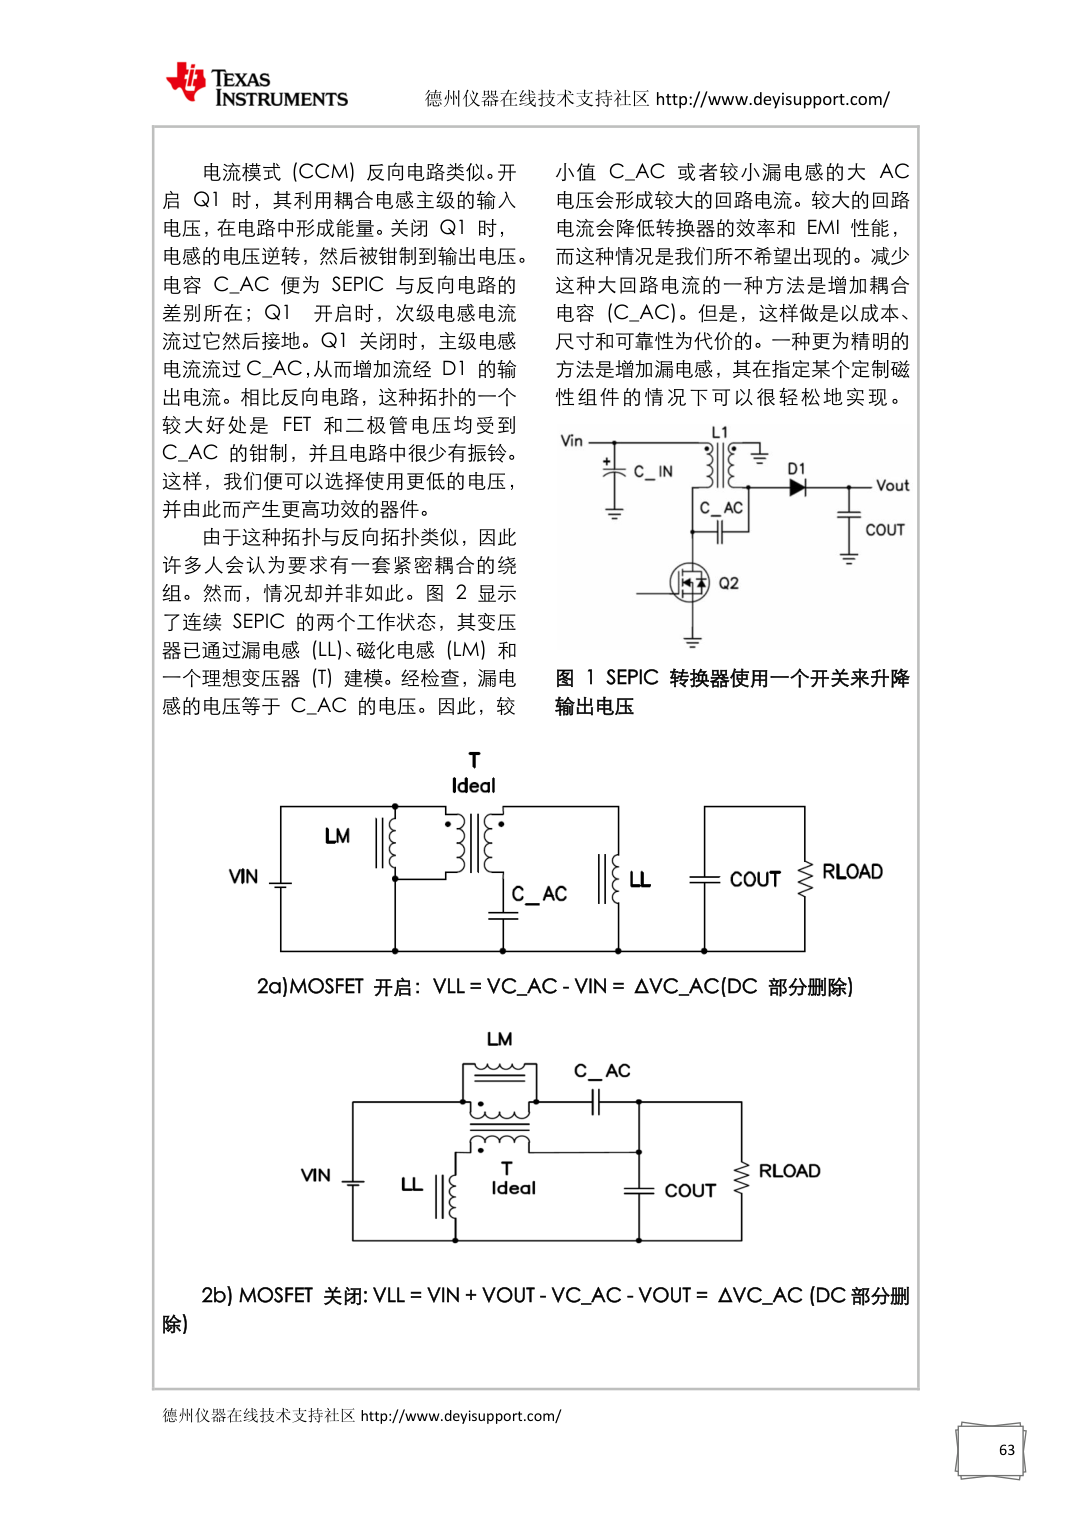 TEXAS
INSTRUMENTS
德州仪器在线技术支持社区 http://www.deyisupport.com/
电流模式 (CCM) 反向电路类似。开
启 Q1 时，其利用耦合电感主级的输入
电压，在电路中形成能量。关闭 Q1 时，
电感的电压逆转，然后被钳制到输出电压。
电容 C_AC 便为 SEPIC 与反向电路的
差别所在；Q1 开启时，次级电感电流
流过它然后接地。Q1 关闭时，主级电感
电流流过 C_AC，从而增加流经 D1 的输
出电流。相比反向电路，这种拓扑的一个
较大好处是 FET 和二极管电压均受到
C_AC 的钳制，并且电路中很少有振铃。
这样，我们便可以选择使用更低的电压，
并由此而产生更高功效的器件。
由于这种拓扑与反向拓扑类似，因此
许多人会认为要求有一套紧密耦合的绕
组。然而，情况却并非如此。图 2 显示
了连续 SEPIC 的两个工作状态，其变压
器已通过漏电感 (LL)、磁化电感 (LM) 和
一个理想变压器 (T) 建模。经检查，漏电
感的电压等于 C_AC 的电压。因此，较
小值 C_AC 或者较小漏电感的大 AC
电压会形成较大的回路电流。较大的回路
电流会降低转换器的效率和 EMI 性能，
而这种情况是我们所不希望出现的。减少
这种大回路电流的一种方法是增加耦合
电容 (C_AC)。但是，这样做是以成本、
尺寸和可靠性为代价的。一种更为精明的
方法是增加漏电感，其在指定某个定制磁
性组件的情况下可以很轻松地实现。
L1
Vin
+
C_IN
D1
Vout
C_AC
COUT
Q2
图 1 SEPIC 转换器使用一个开关来升降
输出电压
T
Ideal
LM
VIN
C_AC
LL
COUT
RLOAD
2a)MOSFET 开启：VLL = VC_AC - VIN = ΔVC_AC(DC 部分删除)
LM
C_AC
VIN
LL
T
Ideal
COUT
RLOAD
2b) MOSFET 关闭: VLL = VIN + VOUT - VC_AC - VOUT = ΔVC_AC (DC 部分删
除)
德州仪器在线技术支持社区 http://www.deyisupport.com/
63